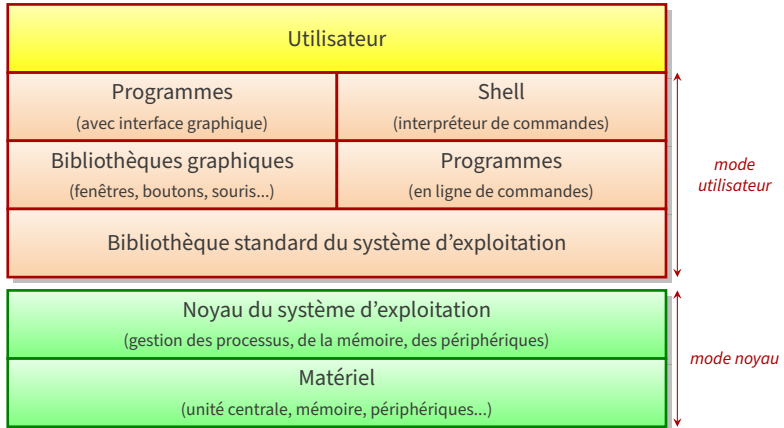 Utilisateur
Programmes
(avec interface graphique)
Shell
(interpréteur de commandes)
Bibliothèques graphiques
(fenêtres, boutons, souris...)
Programmes
(en ligne de commandes)
Bibliothèque standard du système d'exploitation
mode
utilisateur
Noyau du système d'exploitation
(gestion des processus, de la mémoire, des périphériques)
Matériel
(unité centrale, mémoire, périphériques...)
mode noyau